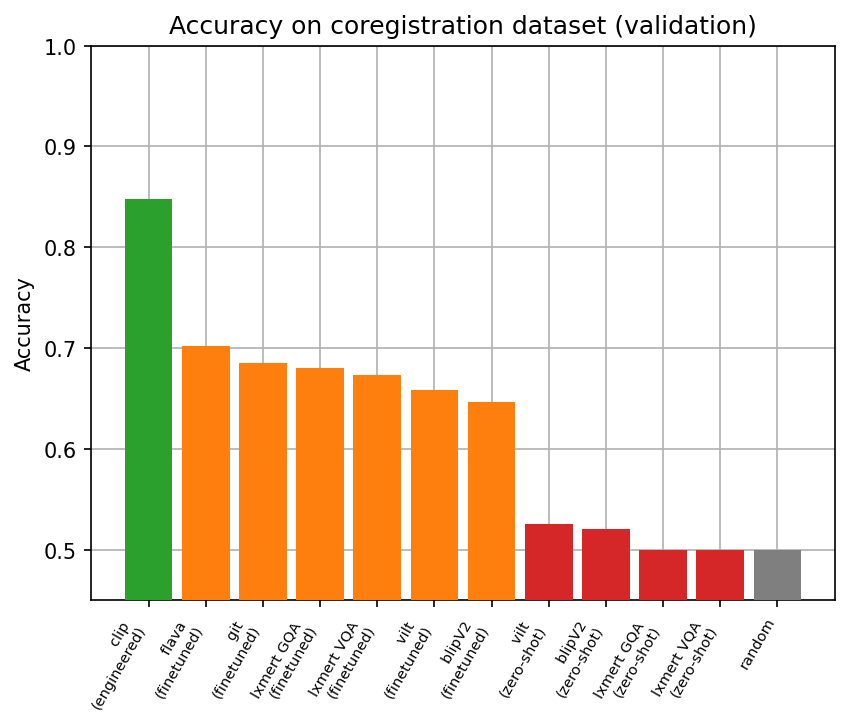 Accuracy on coregistration dataset (validation)
1.0
0.9
0.8
0.7
0.6
0.5
Accuracy
clip
(engineered)
flava
(finetuned)
git
(finetuned)
lxmert GQA
(finetuned)
lxmert VQA
(finetuned)
vilt
(finetuned)
blipV2
(finetuned)
vilt
(zero-shot)
blipV2
(zero-shot)
lxmert GQA
(zero-shot)
lxmert VQA
(zero-shot)
random